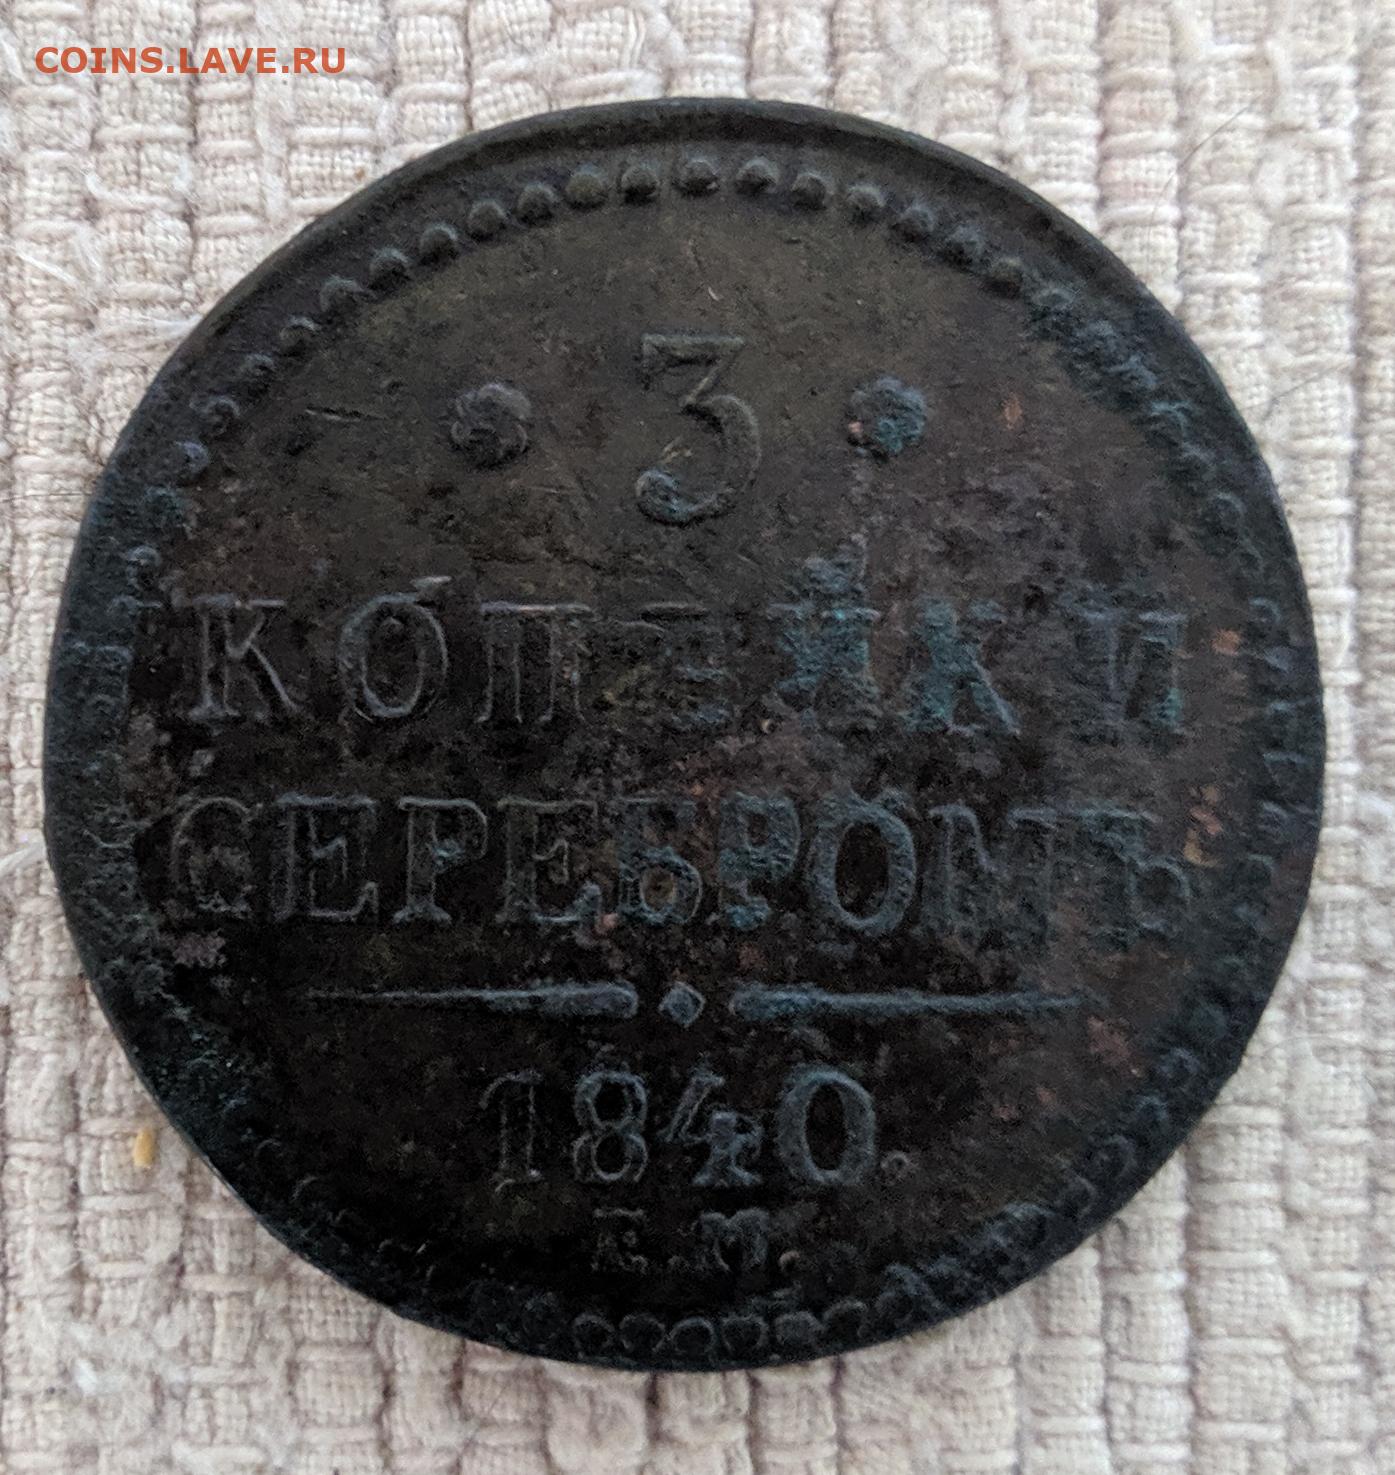 COINS.LAVE.RU
3
КОПѢЙКИ
СЕРЕБРОМЪ
1840
Е.М.